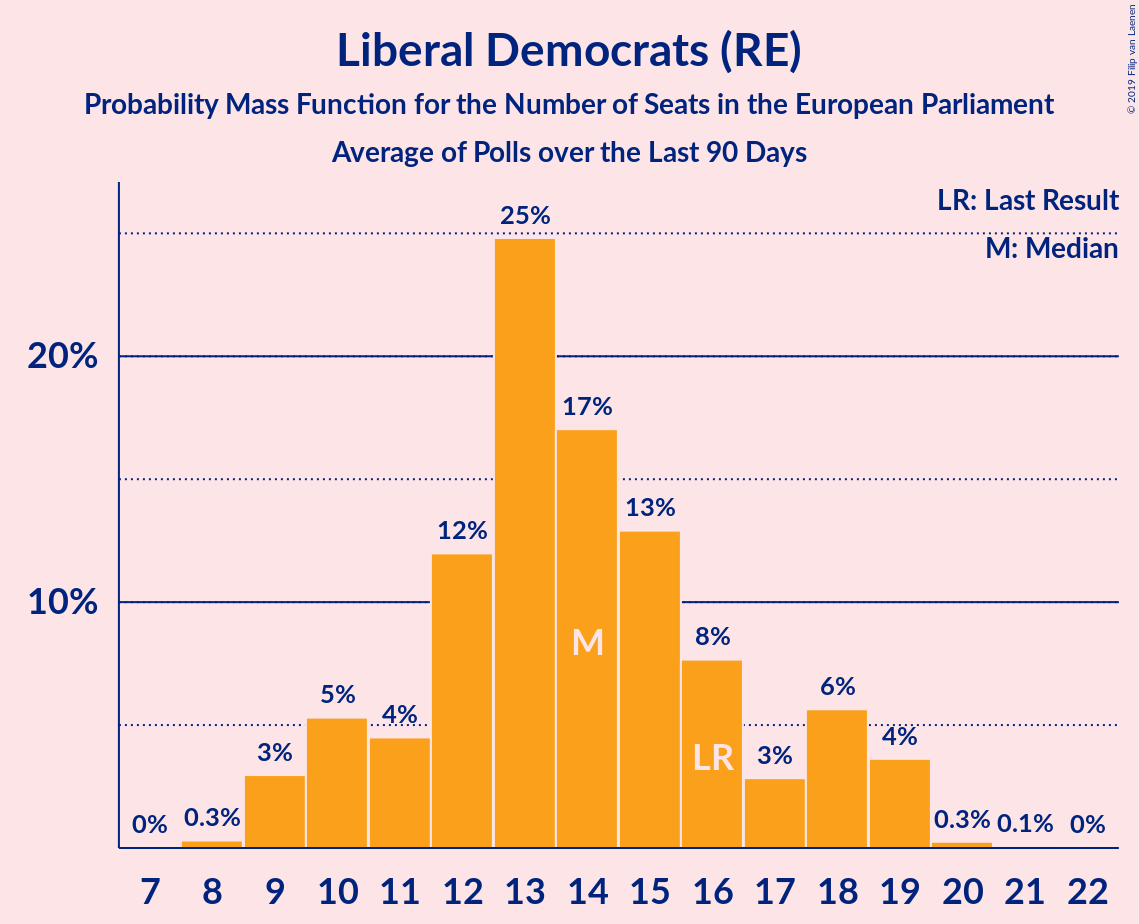 Liberal Democrats (RE)
Probability Mass Function for the Number of Seats in the European Parliament
Average of Polls over the Last 90 Days
© 2019 Filip van Laenen
LR: Last Result
M: Median
25%
20%
17%
13%
12%
10%
M
8%
5%
6%
4%
4%
LR
3%
3%
0%
0.3%
0.3%
0.1%
0%
7 8 9 10 11 12 13 14 15 16 17 18 19 20 21 22